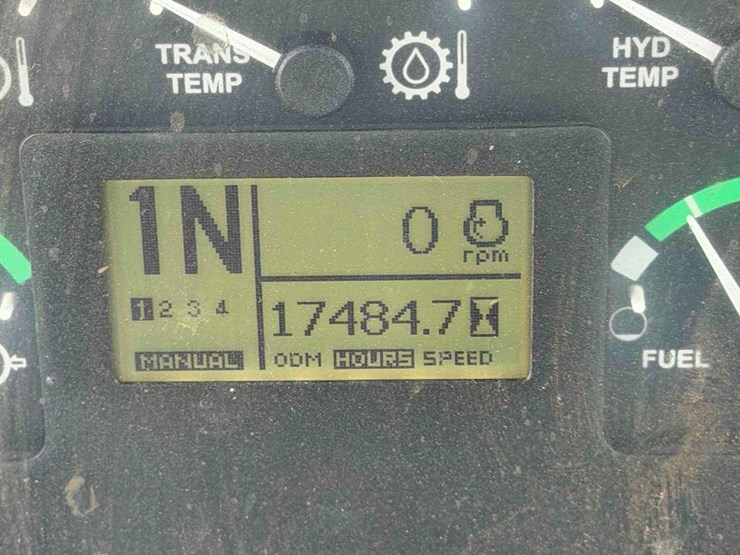 TRANS
TEMP
HYD
TEMP
1N
0
rpm
1 2 3 4
17484.7
MANUAL
ODM HOURS SPEED
FUEL